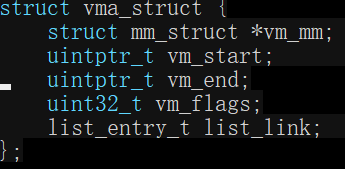 struct vma_struct {
    struct mm_struct *vm_mm;
    uintptr_t vm_start;
    uintptr_t vm_end;
    uint32_t vm_flags;
    list_entry_t list_link;
};